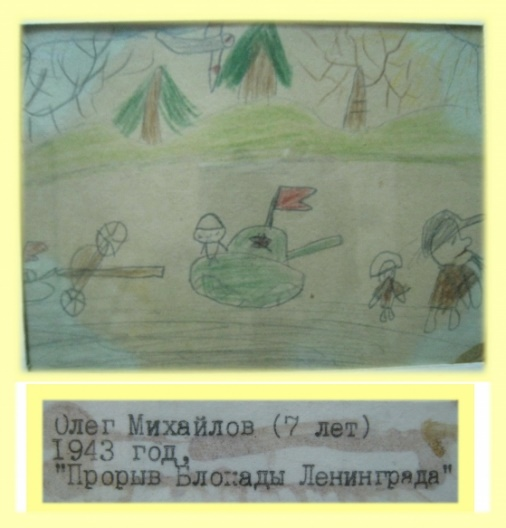 Олег Михайлов (7 лет)
1943 год,
"Прорыв Блокады Ленинграда"